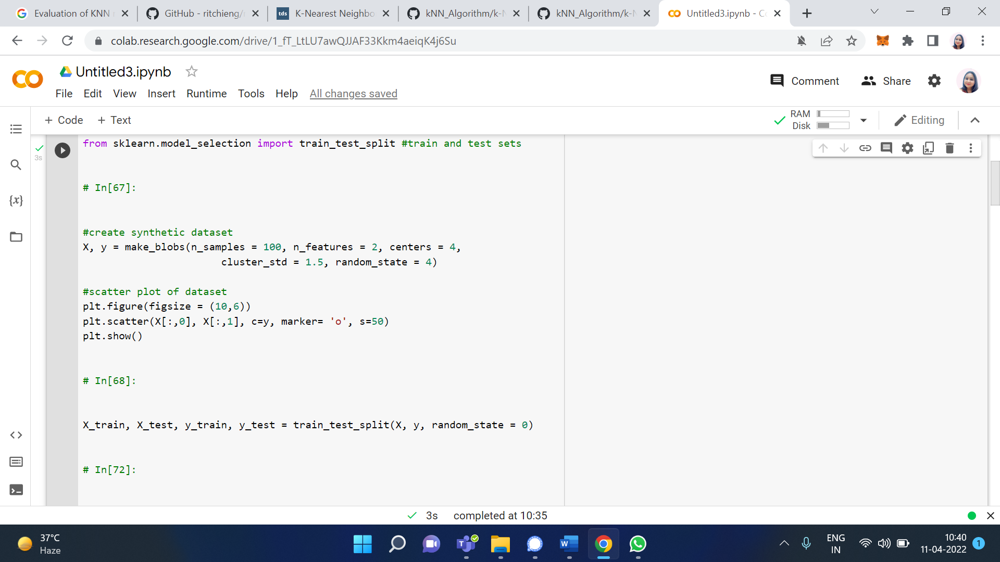 Evaluation of KNN
GitHub - ritchieng/
tds
K-Nearest Neighbo
kNN_Algorithm/k-N
kNN_Algorithm/k-N
Untitled3.ipynb - Co
colab.research.google.com/drive/1_fT_LtLU7awQJJAF33Kkm4aeiqK4j6Su
Untitled3.ipynb
Comment
Share
File Edit View Insert Runtime Tools Help All changes saved
+ Code + Text
RAM
Disk
Editing
3s
from sklearn.model_selection import train_test_split #train and test sets
# In[67]:
{x}
#create synthetic dataset
X, y = make_blobs(n_samples = 100, n_features = 2, centers = 4,
cluster_std = 1.5, random_state = 4)
#scatter plot of dataset
plt.figure(figsize = (10,6))
plt.scatter(X[:,0], X[:,1], c=y, marker= 'o', s=50)
plt.show()
# In[68]:
X_train, X_test, y_train, y_test = train_test_split(X, y, random_state = 0)
# In[72]:
3s completed at 10:35
37°C
Haze
ENG
IN
10:40
11-04-2022
1